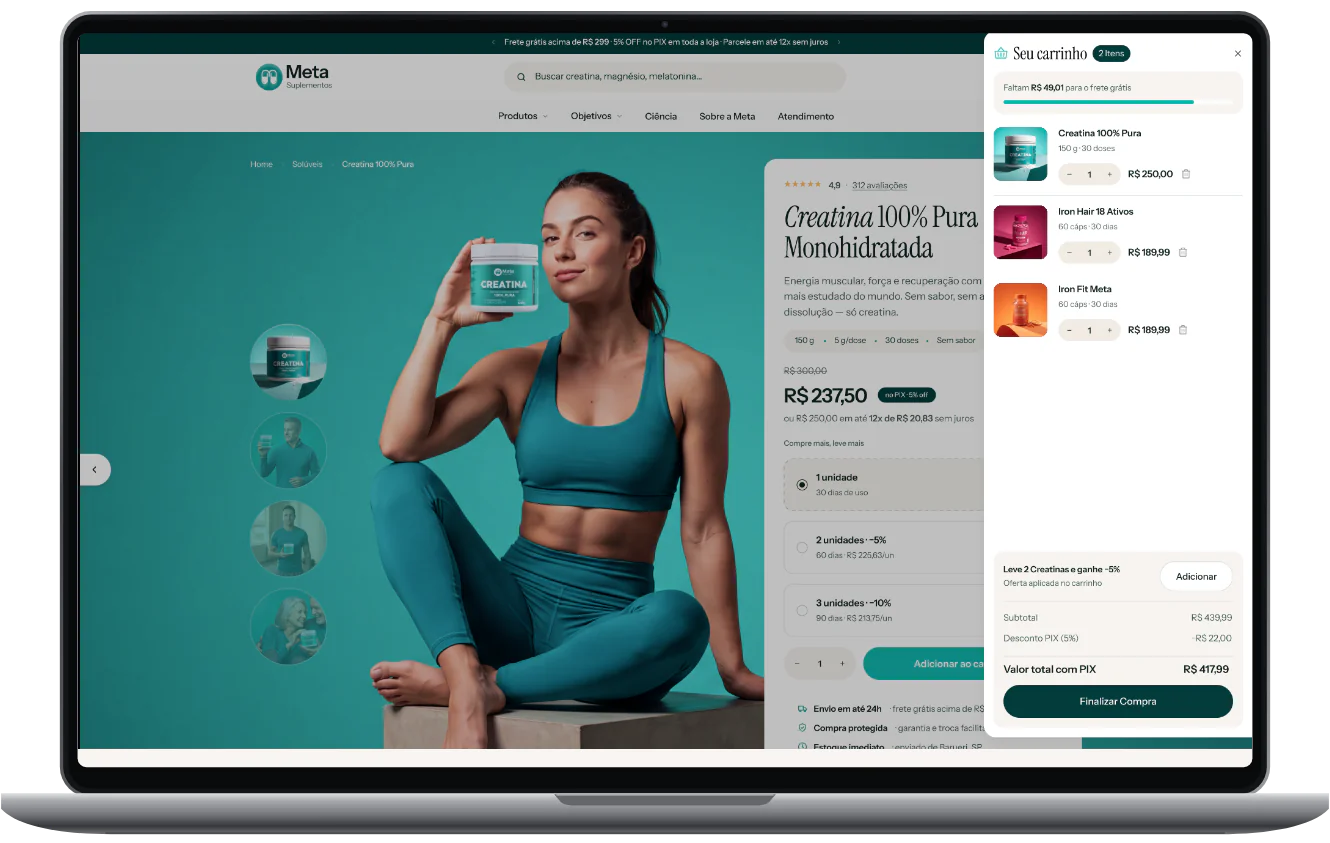 Frete grátis acima de R$ 299 · 5% OFF no PIX em toda a loja · Parcele em até 12x sem juros
Meta
Suplementos
Buscar creatina, magnésio, melatonina...
Produtos
Objetivos
Ciência
Sobre a Meta
Atendimento
Home
Solúveis
Creatina 100% Pura
Meta
CREATINA
100% PURA
CREATINA
4,9 · 312 avaliações
Creatina 100% Pura
Monohidratada
Energia muscular, força e recuperação com
mais estudado do mundo. Sem sabor, sem a
dissolução — só creatina.
150 g • 5 g/dose • 30 doses • Sem sabor
R$ 300,00
R$ 237,50 no PIX · 5% off
ou R$ 250,00 em até 12x de R$ 20,83 sem juros
Compre mais, leve mais
1 unidade
30 dias de uso
2 unidades · −5%
60 dias · R$ 225,63/un
3 unidades · −10%
90 dias · R$ 213,75/un
− 1 +
Adicionar ao ca
Envio em até 24h · frete grátis acima de R$
Compra protegida · garantia e troca facilit
Estoque imediato · enviado de Barueri, SP
Seu carrinho 2 Itens
Faltam R$ 49,01 para o frete grátis
CREATINA
Creatina 100% Pura
150 g · 30 doses
− 1 + R$ 250,00
Iron Hair 18 Ativos
60 cáps · 30 dias
− 1 + R$ 189,99
Iron Fit Meta
60 cáps · 30 dias
− 1 + R$ 189,99
Leve 2 Creatinas e ganhe −5%
Oferta aplicada no carrinho
Adicionar
Subtotal R$ 439,99
Desconto PIX (5%) -R$ 22,00
Valor total com PIX R$ 417,99
Finalizar Compra